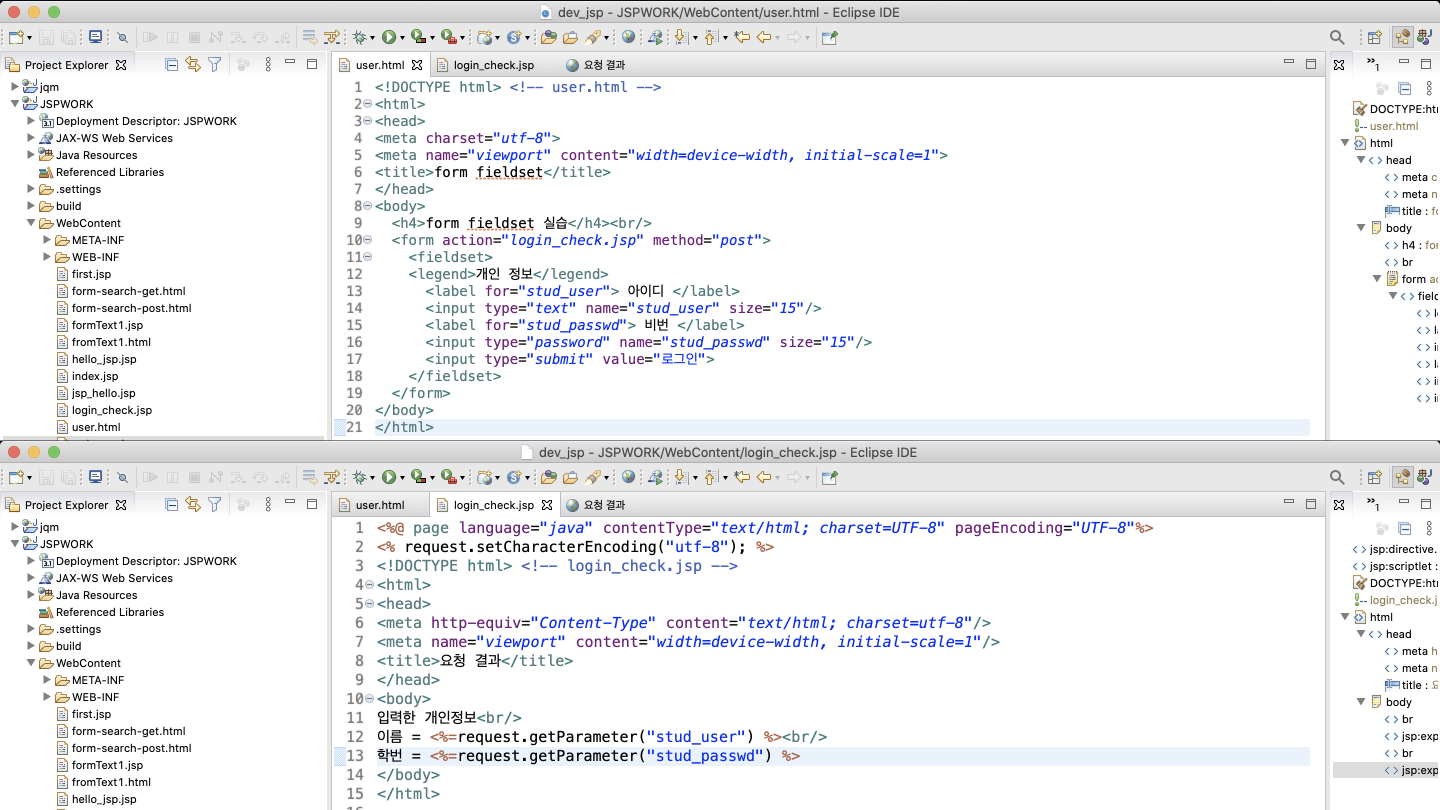 dev_jsp - JSPWORK/WebContent/user.html - Eclipse IDE
Project Explorer
jqm
JSPWORK
Deployment Descriptor: JSPWORK
JAX-WS Web Services
Java Resources
Referenced Libraries
.settings
build
WebContent
META-INF
WEB-INF
first.jsp
form-search-get.html
form-search-post.html
formText1.jsp
fromText1.html
hello_jsp.jsp
index.jsp
jsp_hello.jsp
login_check.jsp
user.html
user.html login_check.jsp 요청 결과
1 <!DOCTYPE html> <!-- user.html -->
2 <html>
3 <head>
4 <meta charset="utf-8">
5 <meta name="viewport" content="width=device-width, initial-scale=1">
6 <title>form fieldset</title>
7 </head>
8 <body>
9 <h4>form fieldset 실습</h4><br/>
10 <form action="login_check.jsp" method="post">
11 <fieldset>
12 <legend>개인 정보</legend>
13 <label for="stud_user"> 아이디 </label>
14 <input type="text" name="stud_user" size="15"/>
15 <label for="stud_passwd"> 비번 </label>
16 <input type="password" name="stud_passwd" size="15"/>
17 <input type="submit" value="로그인">
18 </fieldset>
19 </form>
20 </body>
21 </html>
»1
DOCTYPE:ht
!-- user.html
html
head
meta c
meta n
title : f
body
h4 : fo
br
form ac
field
dev_jsp - JSPWORK/WebContent/login_check.jsp - Eclipse IDE
Project Explorer
jqm
JSPWORK
Deployment Descriptor: JSPWORK
JAX-WS Web Services
Java Resources
Referenced Libraries
.settings
build
WebContent
META-INF
WEB-INF
first.jsp
form-search-get.html
form-search-post.html
formText1.jsp
fromText1.html
hello_jsp.jsp
user.html login_check.jsp 요청 결과
1 <%@ page language="java" contentType="text/html; charset=UTF-8" pageEncoding="UTF-8"%>
2 <% request.setCharacterEncoding("utf-8"); %>
3 <!DOCTYPE html> <!-- login_check.jsp -->
4 <html>
5 <head>
6 <meta http-equiv="Content-Type" content="text/html; charset=utf-8"/>
7 <meta name="viewport" content="width=device-width, initial-scale=1"/>
8 <title>요청 결과</title>
9 </head>
10 <body>
11 입력한 개인정보<br/>
12 이름 = <%=request.getParameter("stud_user") %><br/>
13 학번 = <%=request.getParameter("stud_passwd") %>
14 </body>
15 </html>
»1
jsp:directive.
jsp:scriptlet
DOCTYPE:ht
!-- login_check.j
html
head
meta h
meta n
title : 요
body
br
jsp:exp
br
jsp:exp